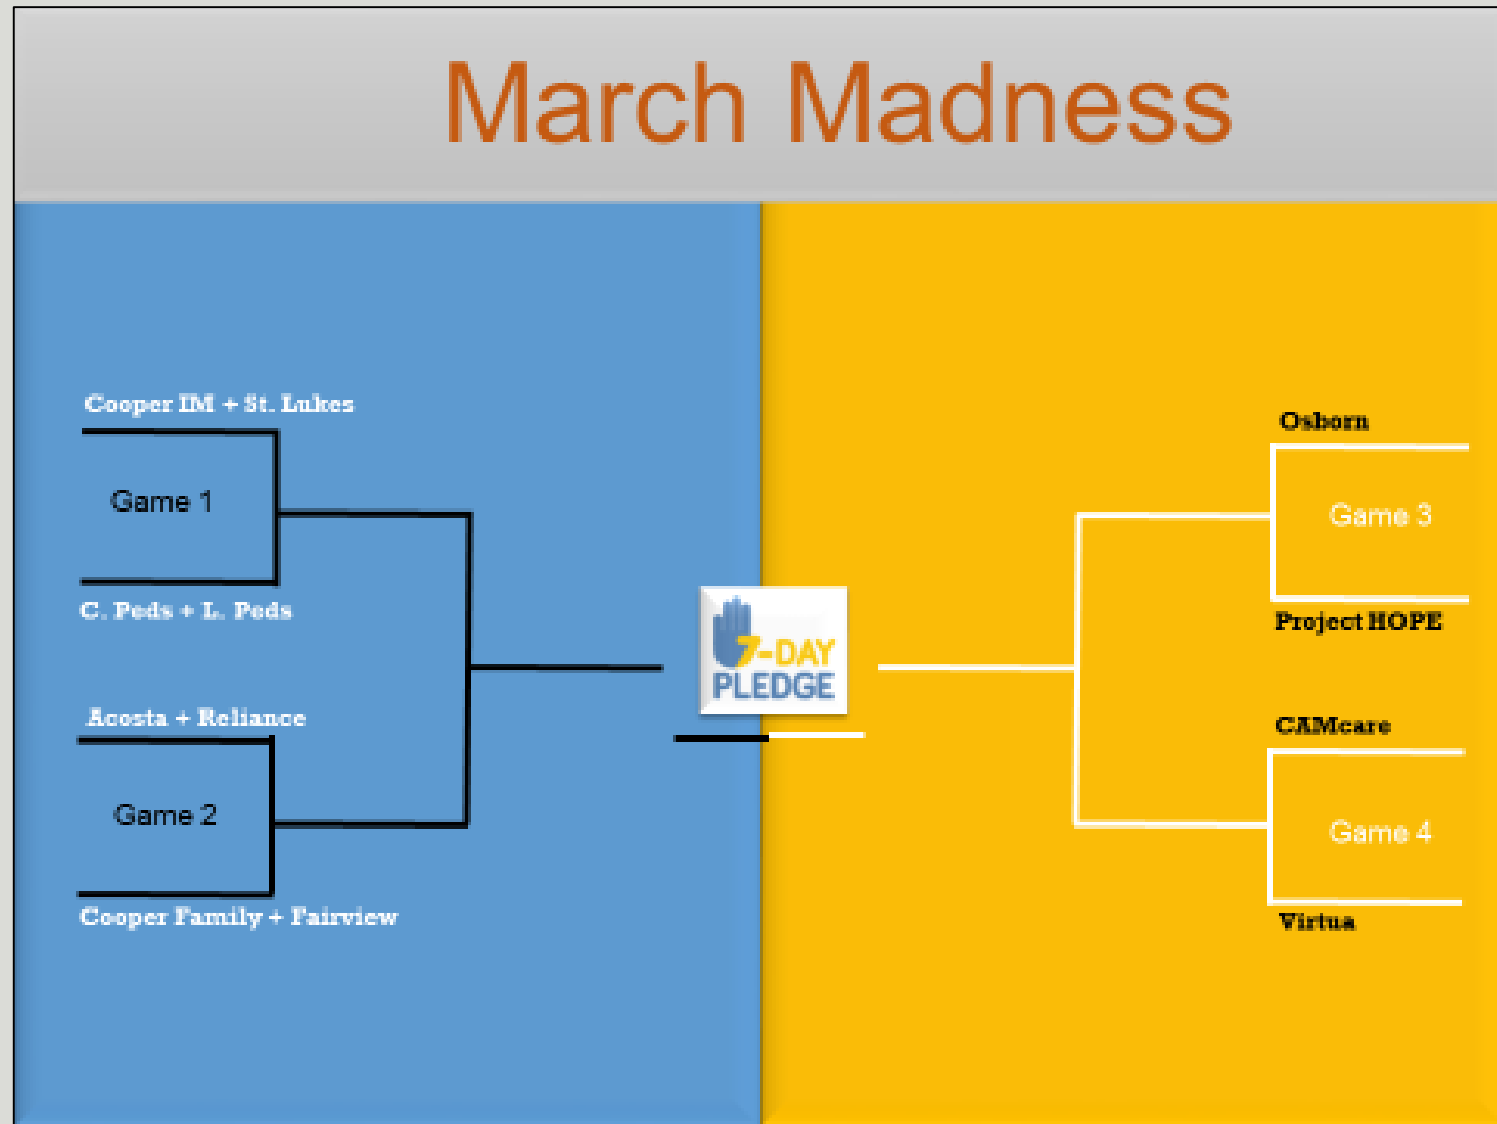 March Madness
Cooper IM + St. Lukes
Game 1
C. Peds + L. Peds
Acosta + Reliance
Game 2
Cooper Family + Fairview
7-DAY
PLEDGE
Osborn
Game 3
Project HOPE
CAMcare
Game 4
Virtua